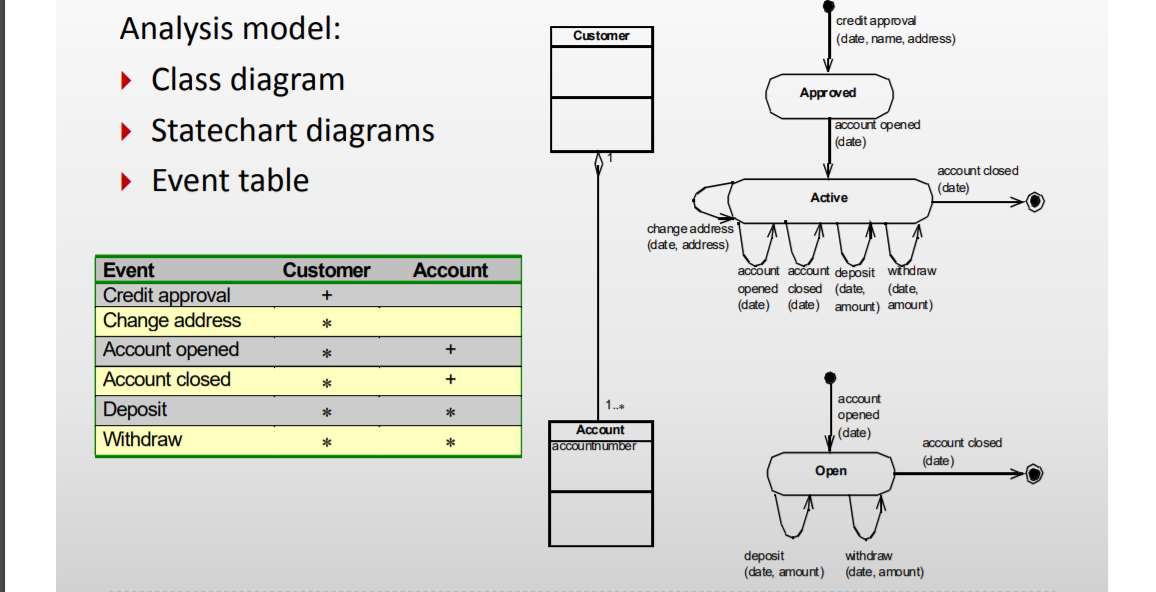 Analysis model:
Class diagram
Statechart diagrams
Event table
Event Customer Account
Credit approval +
Change address *
Account opened * +
Account closed * +
Deposit * *
Withdraw * *
Customer
1
1..*
Account
accountnumber
credit approval
(date, name, address)
Approved
account opened
(date)
Active
account closed
(date)
change address
(date, address)
account
opened
(date)
account
closed
(date)
deposit
(date,
amount)
withdraw
(date,
amount)
account
opened
(date)
Open
account closed
(date)
deposit
(date, amount)
withdraw
(date, amount)